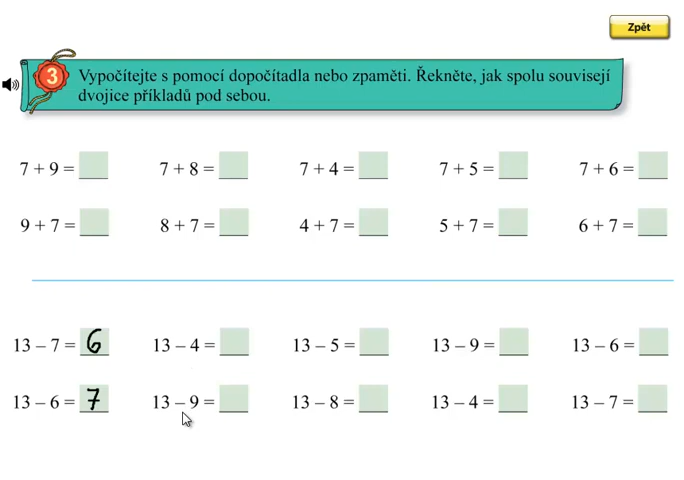 Zpět
3 Vypočítejte s pomocí dopočítadla nebo zpaměti. Řekněte, jak spolu souvisejí
dvojice příkladů pod sebou.
7 + 9 = 7 + 8 = 7 + 4 = 7 + 5 = 7 + 6 =
9 + 7 = 8 + 7 = 4 + 7 = 5 + 7 = 6 + 7 =
13 – 7 = 6 13 – 4 = 13 – 5 = 13 – 9 = 13 – 6 =
13 – 6 = 7 13 – 9 = 13 – 8 = 13 – 4 = 13 – 7 =